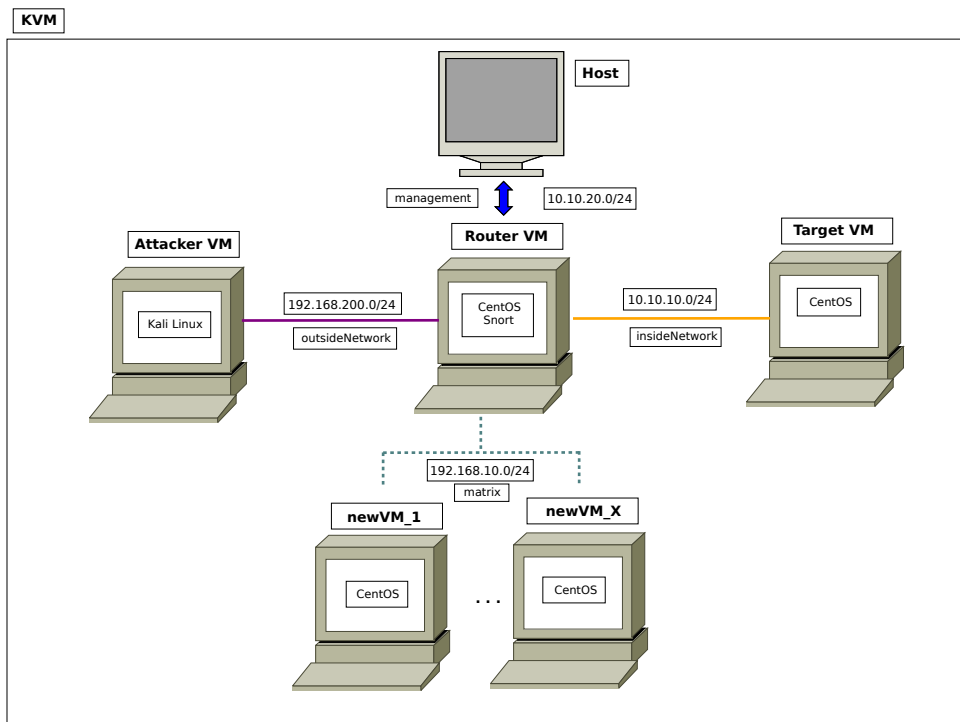 KVM
Host
management
10.10.20.0/24
Attacker VM
Router VM
Target VM
192.168.200.0/24
10.10.10.0/24
Kali Linux
CentOS
Snort
CentOS
outsideNetwork
insideNetwork
192.168.10.0/24
matrix
newVM_1
newVM_X
CentOS
...
CentOS